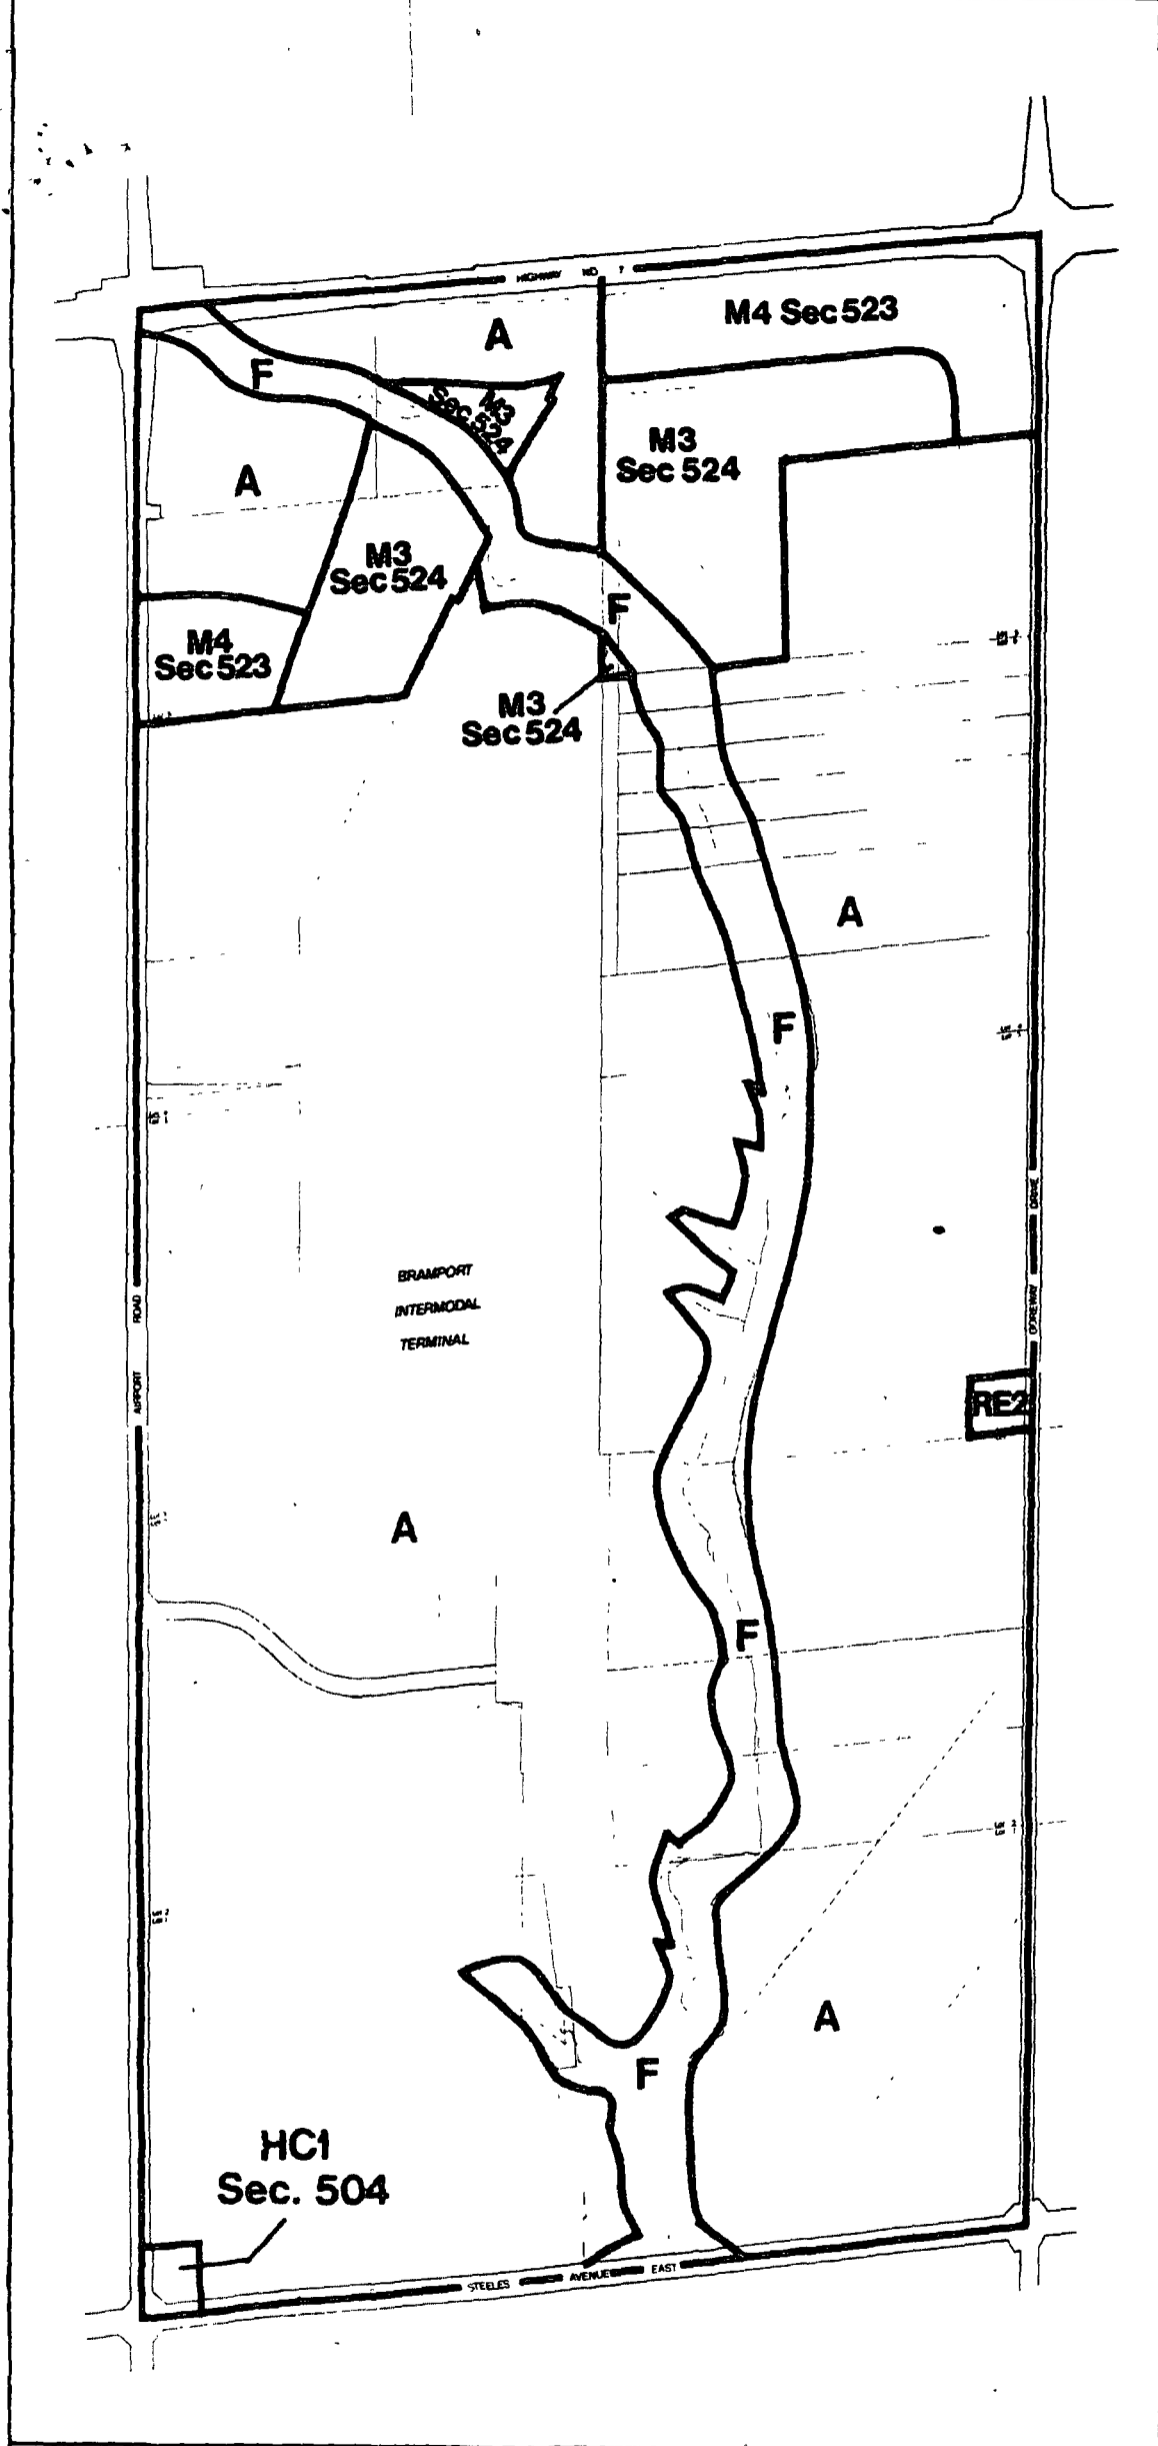 HIGHWAY NO. 7
M4 Sec 523
A
F
M3
Sec 524
M3
Sec 524
A
M3
Sec 524
F
M4
Sec 523
M3
Sec 524
A
F
DRIVE
BRAMPORT
INTERMODAL
TERMINAL
ROAD
GOREWAY
AIRPORT
RE2
A
F
A
F
HC1
Sec. 504
STEELES AVENUE EAST